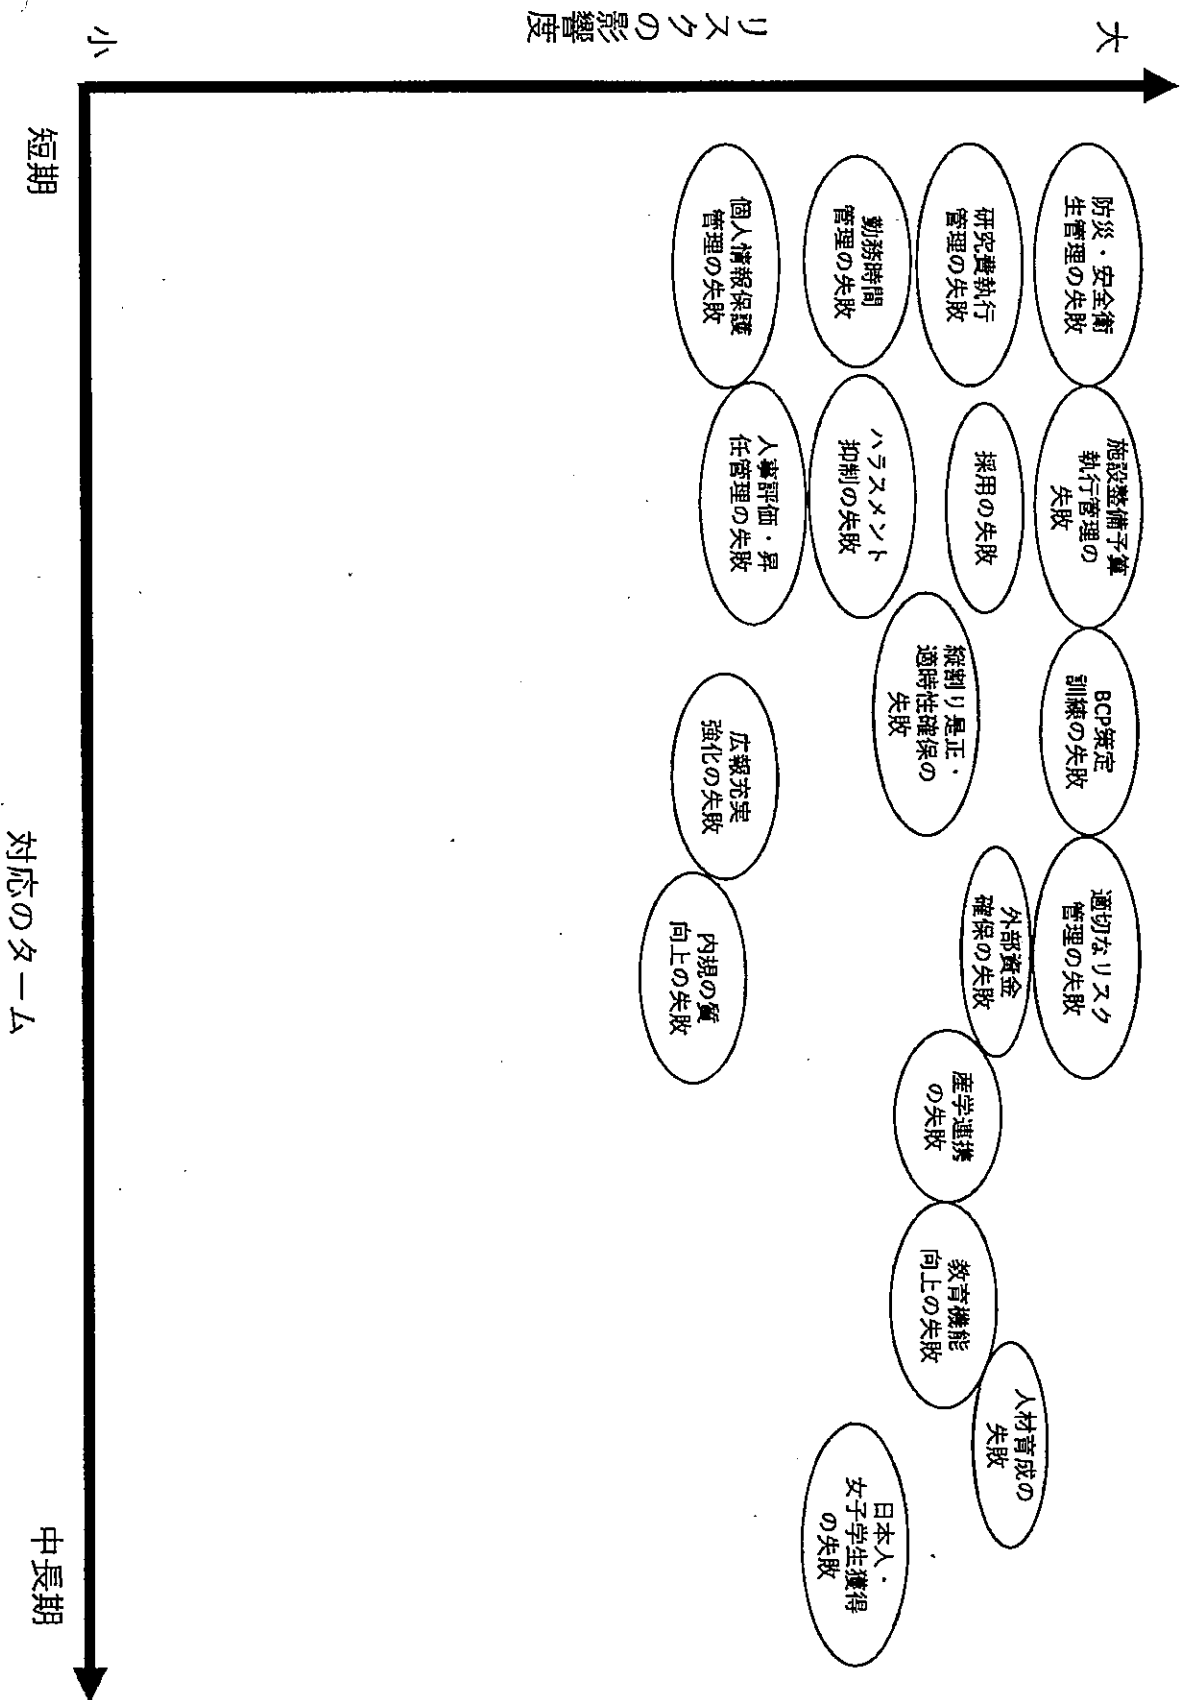 リスクの影響度
大
小
防災・安全衛
生管理の失敗
施設整備予算
執行管理の
失敗
BCP策定
訓練の失敗
適切なリスク
管理の失敗
研究費執行
管理の失敗
採用の失敗
外部資金
確保の失敗
人材育成の
失敗
縦割り是正・
適時性確保の
失敗
産学連携
の失敗
教育機能
向上の失敗
勤務時間
管理の失敗
ハラスメント
抑制の失敗
日本人・
女子学生獲得
の失敗
個人情報保護
管理の失敗
人事評価・昇
任管理の失敗
広報充実
強化の失敗
内規の質
向上の失敗
短期
対応のターム
中長期